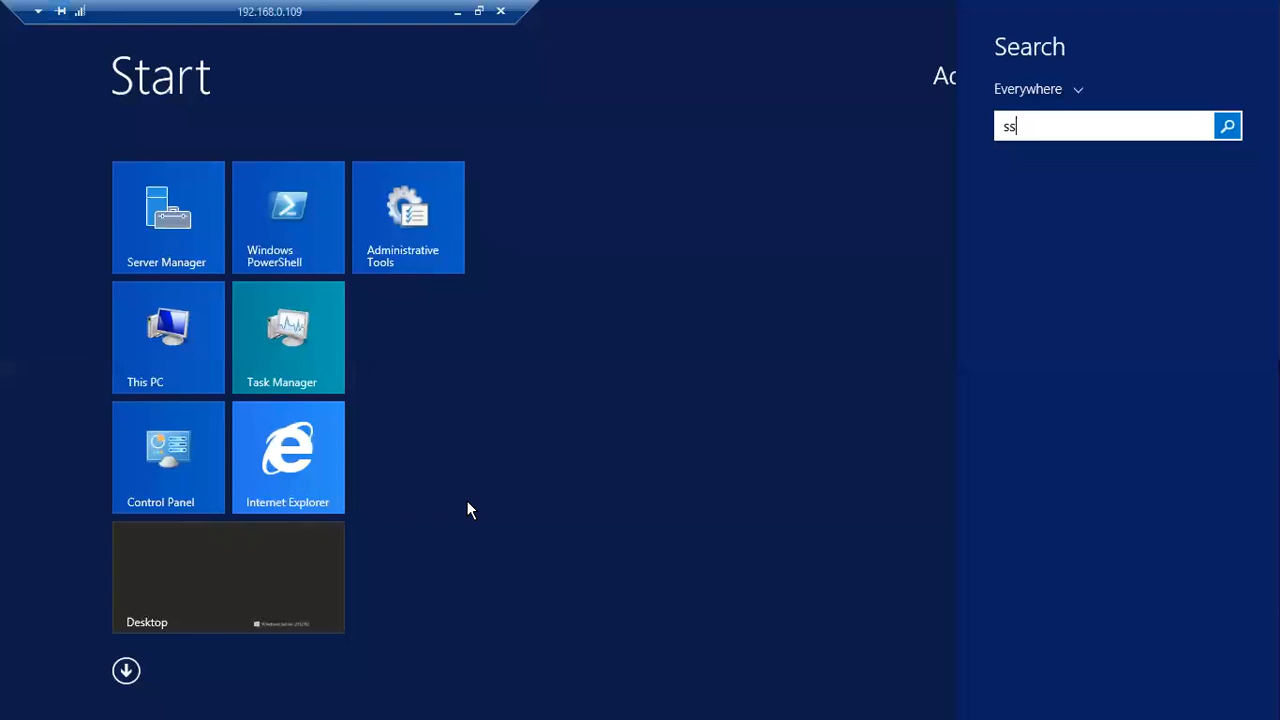 192.168.0.109
Start
Ac
Search
Everywhere
ss
Server Manager
Windows
PowerShell
Administrative
Tools
This PC
Task Manager
Control Panel
Internet Explorer
Desktop